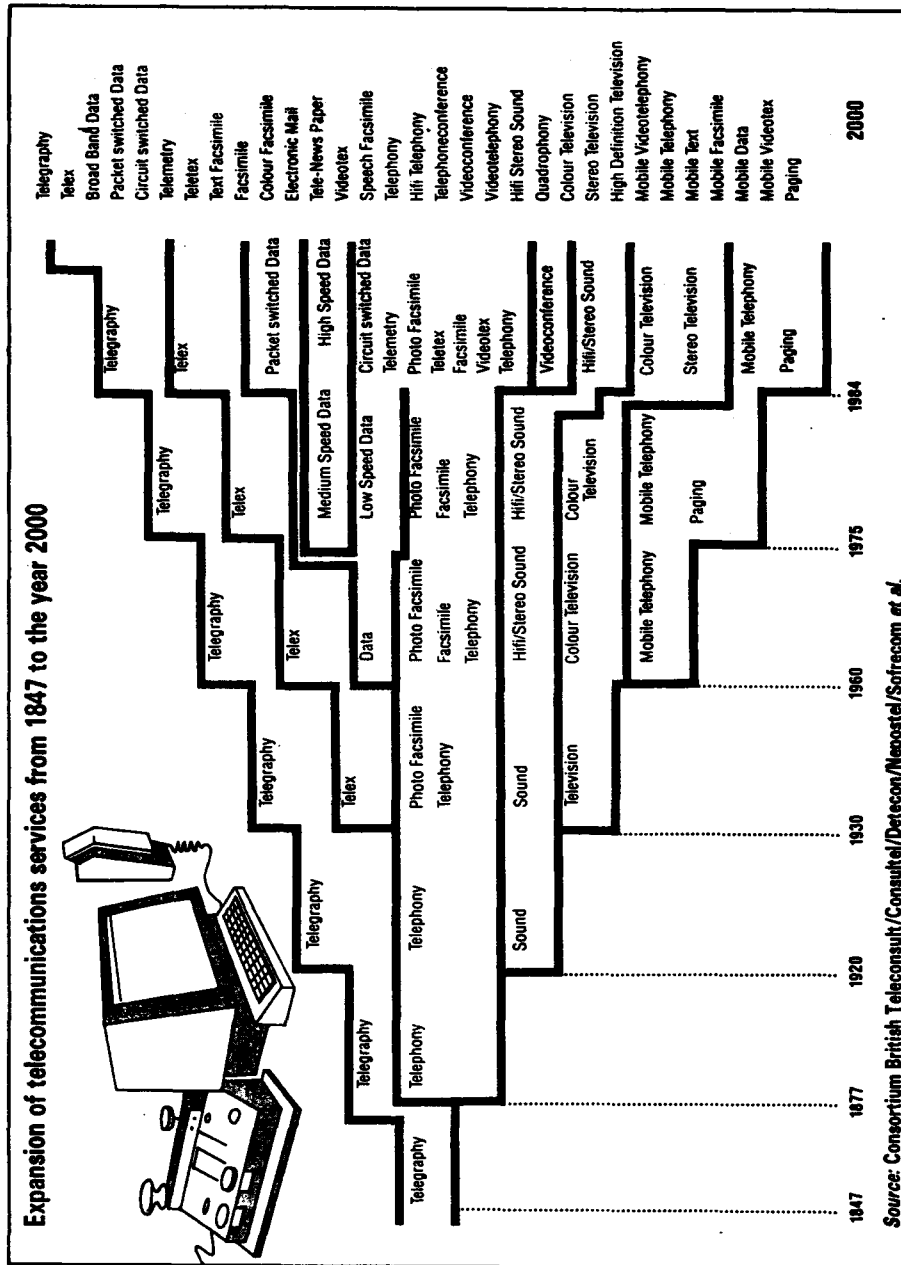 Expansion of telecommunications services from 1847 to the year 2000
Telegraphy
Telegraphy
Telephony
Telegraphy
Telephony
Sound
Telegraphy
Telex
Photo Facsimile
Telephony
Sound
Television
Telegraphy
Telex
Data
Photo Facsimile
Facsimile
Telephony
Hifi/Stereo Sound
Colour Television
Mobile Telephony
Telegraphy
Telex
Medium Speed Data
Low Speed Data
Photo Facsimile
Facsimile
Telephony
Hifi/Stereo Sound
Colour
Television
Mobile Telephony
Paging
Telegraphy
Telex
Packet switched Data
High Speed Data
Circuit switched Data
Telemetry
Photo Facsimile
Teletex
Facsimile
Videotex
Telephony
Videoconference
Hifi/Stereo Sound
Colour Television
Stereo Television
Mobile Telephony
Paging
Telegraphy
Telex
Broad Band Data
Packet switched Data
Circuit switched Data
Telemetry
Teletex
Text Facsimile
Facsimile
Colour Facsimile
Electronic Mail
Tele-News Paper
Videotex
Speech Facsimile
Telephony
Hifi Telephony
Telephoneconference
Videoconference
Videotelephony
Hifi Stereo Sound
Quadrophony
Colour Television
Stereo Television
High Definition Television
Mobile Videotelephony
Mobile Telephony
Mobile Text
Mobile Facsimile
Mobile Data
Mobile Videotex
Paging
1847 1877 1920 1930 1960 1975 1984 2000
Source: Consortium British Teleconsult/Consultel/Detecon/Nepostel/Sofrecom et al.